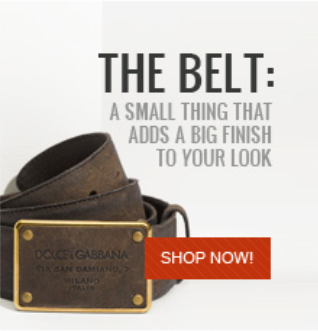 THE BELT:
A SMALL THING THAT
ADDS A BIG FINISH
TO YOUR LOOK
SHOP NOW!
DOLCE&GABBANA
VIA SAN DAMIANO, 7
MILANO
ITALIA